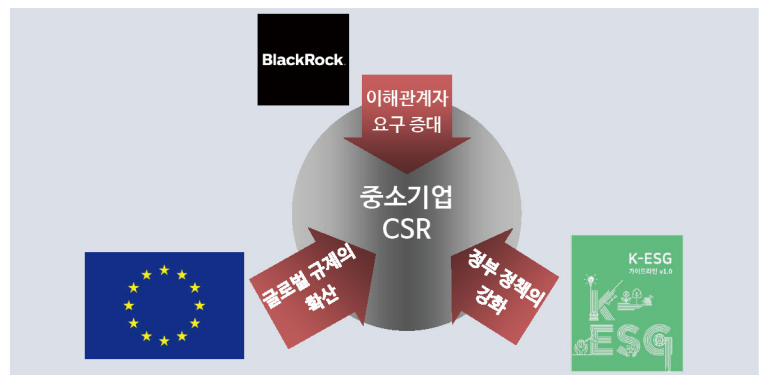 BlackRock.
이해관계자
요구 증대
중소기업
CSR
글로벌 규제의
확산
정부 정책의
강화
K-ESG
가이드라인 v1.0
K-
ESG